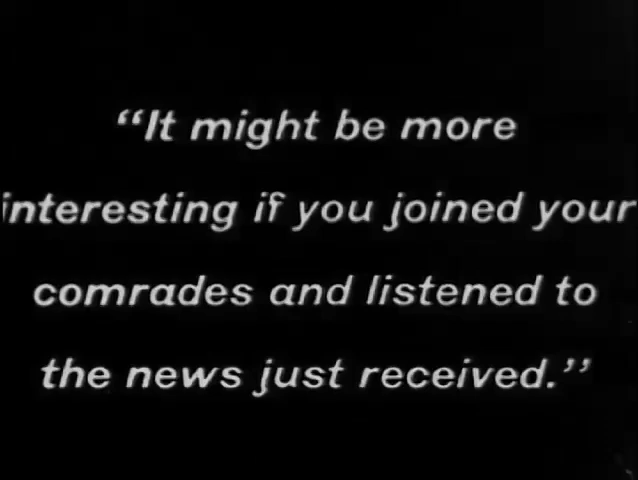 “It might be more
interesting if you joined your
comrades and listened to
the news just received.”